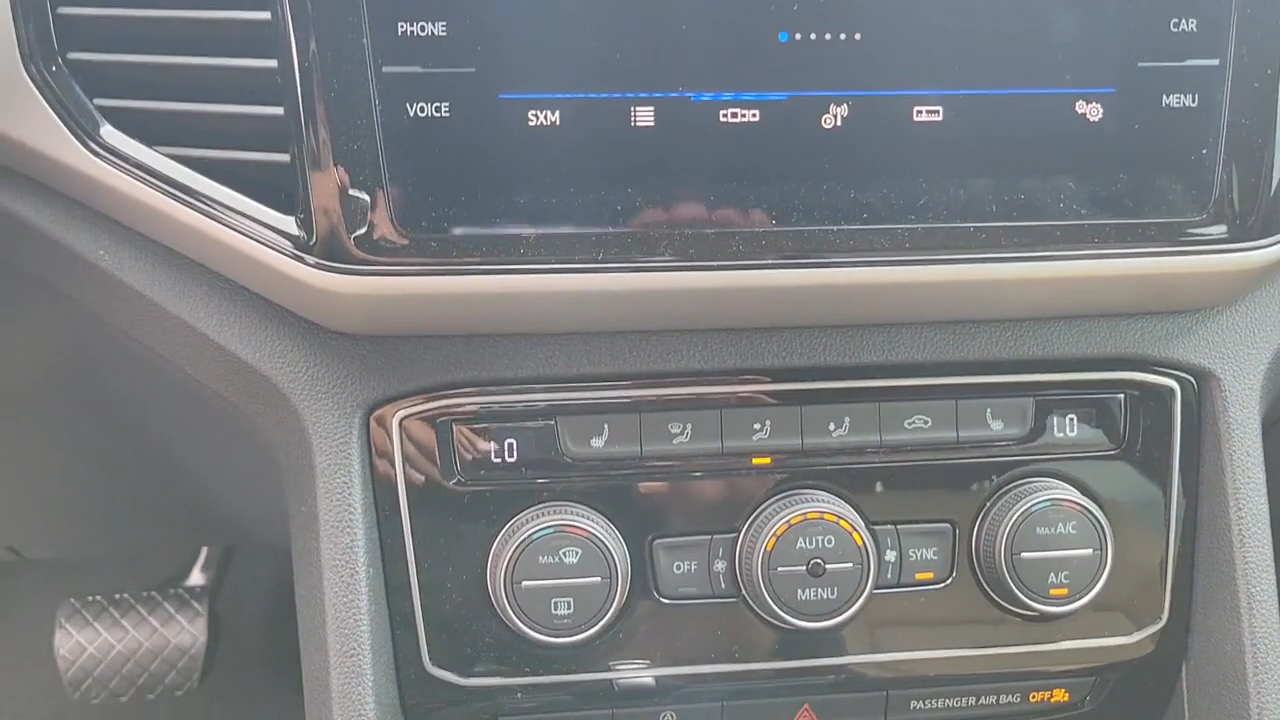 PHONE
CAR
VOICE
MENU
SXM
LO
LO
MAX
OFF
AUTO
MENU
SYNC
MAX A/C
A/C
PASSENGER AIR BAG OFF